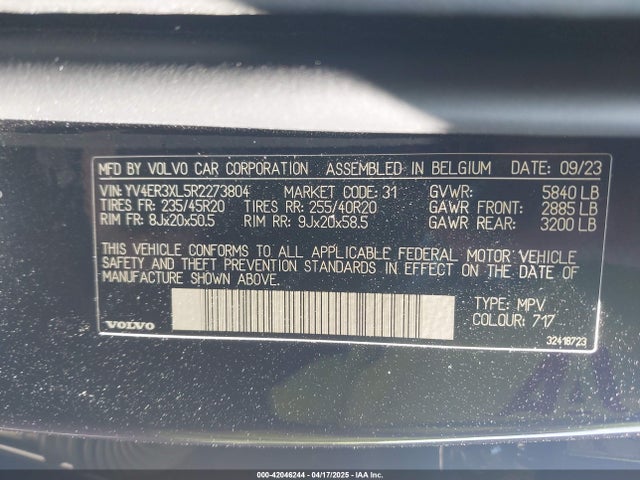 MFD BY VOLVO CAR CORPORATION ASSEMBLED IN BELGIUM DATE: 09/23
VIN: YV4ER3XL5R2273804 MARKET CODE: 31 GVWR: 5840 LB
TIRES FR: 235/45R20 TIRES RR: 255/40R20 GAWR FRONT: 2885 LB
RIM FR: 8Jx20x50.5 RIM RR: 9Jx20x58.5 GAWR REAR: 3200 LB
THIS VEHICLE CONFORMS TO ALL APPLICABLE FEDERAL MOTOR VEHICLE
SAFETY AND THEFT PREVENTION STANDARDS IN EFFECT ON THE DATE OF
MANUFACTURE SHOWN ABOVE.
TYPE: MPV
COLOUR: 717
VOLVO 32418723
000-42046244 - 04/17/2025 - IAA Inc.